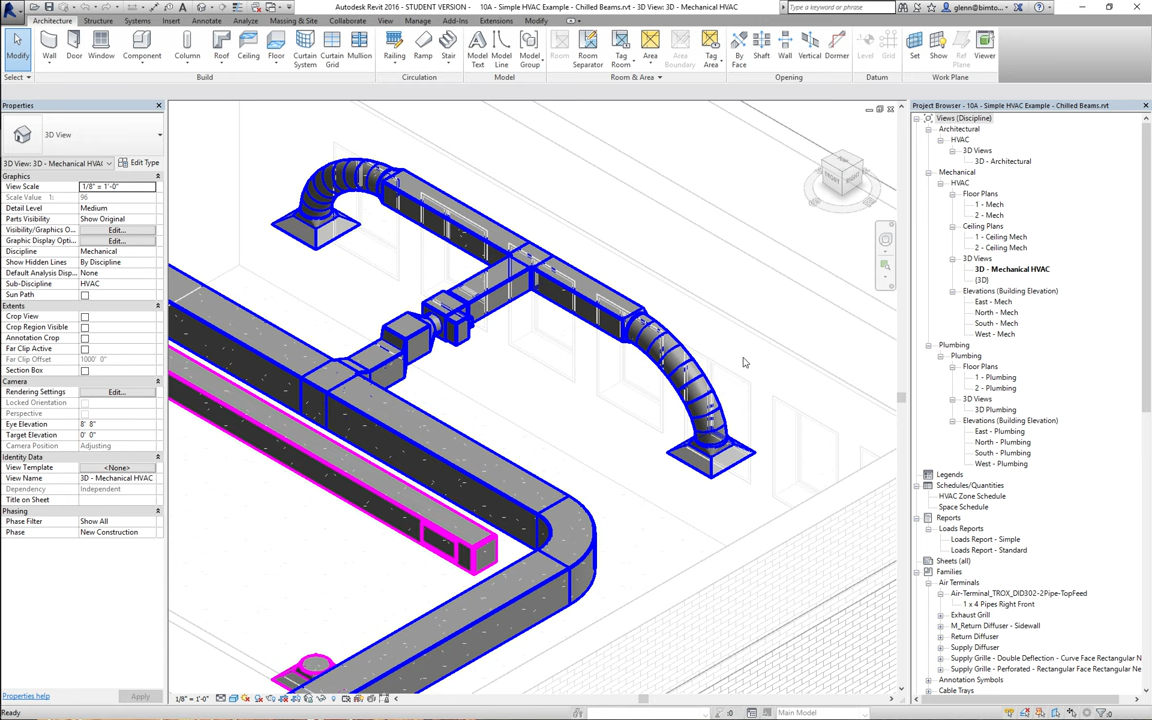 Autodesk Revit 2016 - STUDENT VERSION - 10A - Simple HVAC Example - Chilled Beams.rvt - 3D View: 3D - Mechanical HVAC
Type a keyword or phrase
glenn@bimto...
Architecture Structure Systems Insert Annotate Analyze Massing & Site Collaborate View Manage Add-Ins Extensions Modify
Modify Wall Door Window Component Column Roof Ceiling Floor Curtain System Curtain Grid Mullion Railing Ramp Stair Model Text Model Line Model Group Room Room Separator Tag Room Area Area Boundary Tag Area By Face Shaft Wall Vertical Dormer Level Grid Set Show Ref Plane Viewer
Select Build Circulation Model Room & Area Opening Datum Work Plane
Properties
3D View
3D View: 3D - Mechanical HVAC Edit Type
Graphics
View Scale 1/8" = 1'-0"
Scale Value 1: 96
Detail Level Medium
Parts Visibility Show Original
Visibility/Graphics O... Edit...
Graphic Display Opti... Edit...
Discipline Mechanical
Show Hidden Lines By Discipline
Default Analysis Disp... None
Sub-Discipline HVAC
Sun Path
Extents
Crop View
Crop Region Visible
Annotation Crop
Far Clip Active
Far Clip Offset 1000' 0"
Section Box
Camera
Rendering Settings Edit...
Locked Orientation
Perspective
Eye Elevation 8' 8"
Target Elevation 0' 0"
Camera Position Adjusting
Identity Data
View Template <None>
View Name 3D - Mechanical HVAC
Dependency Independent
Title on Sheet
Phasing
Phase Filter Show All
Phase New Construction
Properties help Apply
TOP
FRONT
RIGHT
1/8" = 1'-0"
:0
Main Model
:0
Project Browser - 10A - Simple HVAC Example - Chilled Beams.rvt
Views (Discipline)
Architectural
HVAC
3D Views
3D - Architectural
Mechanical
HVAC
Floor Plans
1 - Mech
2 - Mech
Ceiling Plans
1 - Ceiling Mech
2 - Ceiling Mech
3D Views
3D - Mechanical HVAC
{3D}
Elevations (Building Elevation)
East - Mech
North - Mech
South - Mech
West - Mech
Plumbing
Plumbing
Floor Plans
1 - Plumbing
2 - Plumbing
3D Views
3D Plumbing
Elevations (Building Elevation)
East - Plumbing
North - Plumbing
South - Plumbing
West - Plumbing
Legends
Schedules/Quantities
HVAC Zone Schedule
Space Schedule
Reports
Loads Reports
Loads Report - Simple
Loads Report - Standard
Sheets (all)
Families
Air Terminals
Air-Terminal_TROX_DID302-2Pipe-TopFeed
1 x 4 Pipes Right Front
Exhaust Grill
M_Return Diffuser - Sidewall
Return Diffuser
Supply Diffuser
Supply Grille - Double Deflection - Curve Face Rectangular N
Supply Grille - Perforated - Rectangular Face Rectangular Ne
Annotation Symbols
Cable Trays